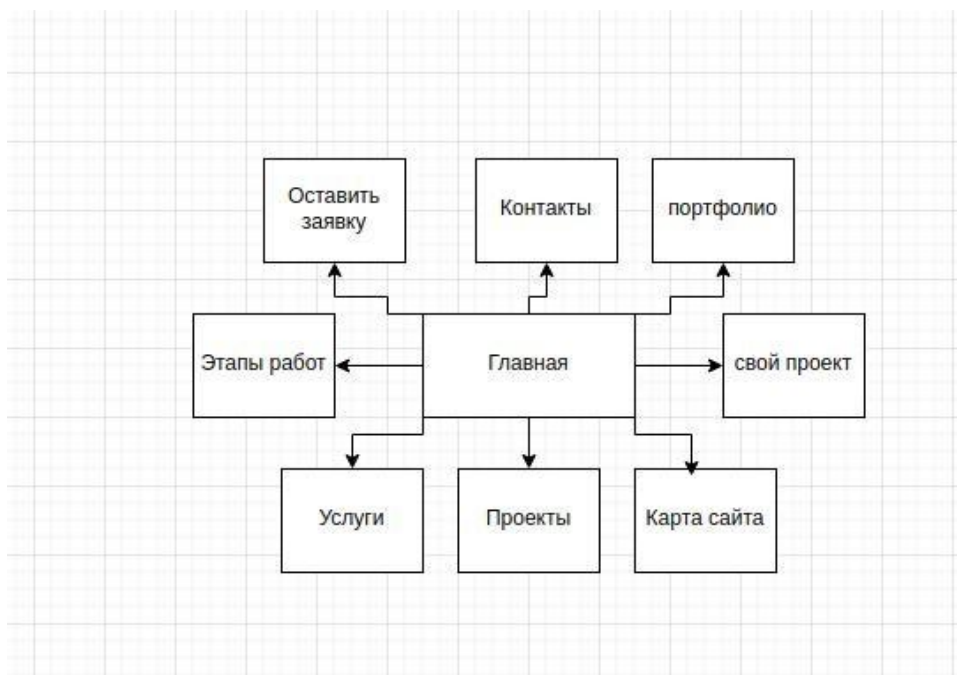 Оставить
заявку
Контакты
портфолио
Этапы работ
Главная
свой проект
Услуги
Проекты
Карта сайта